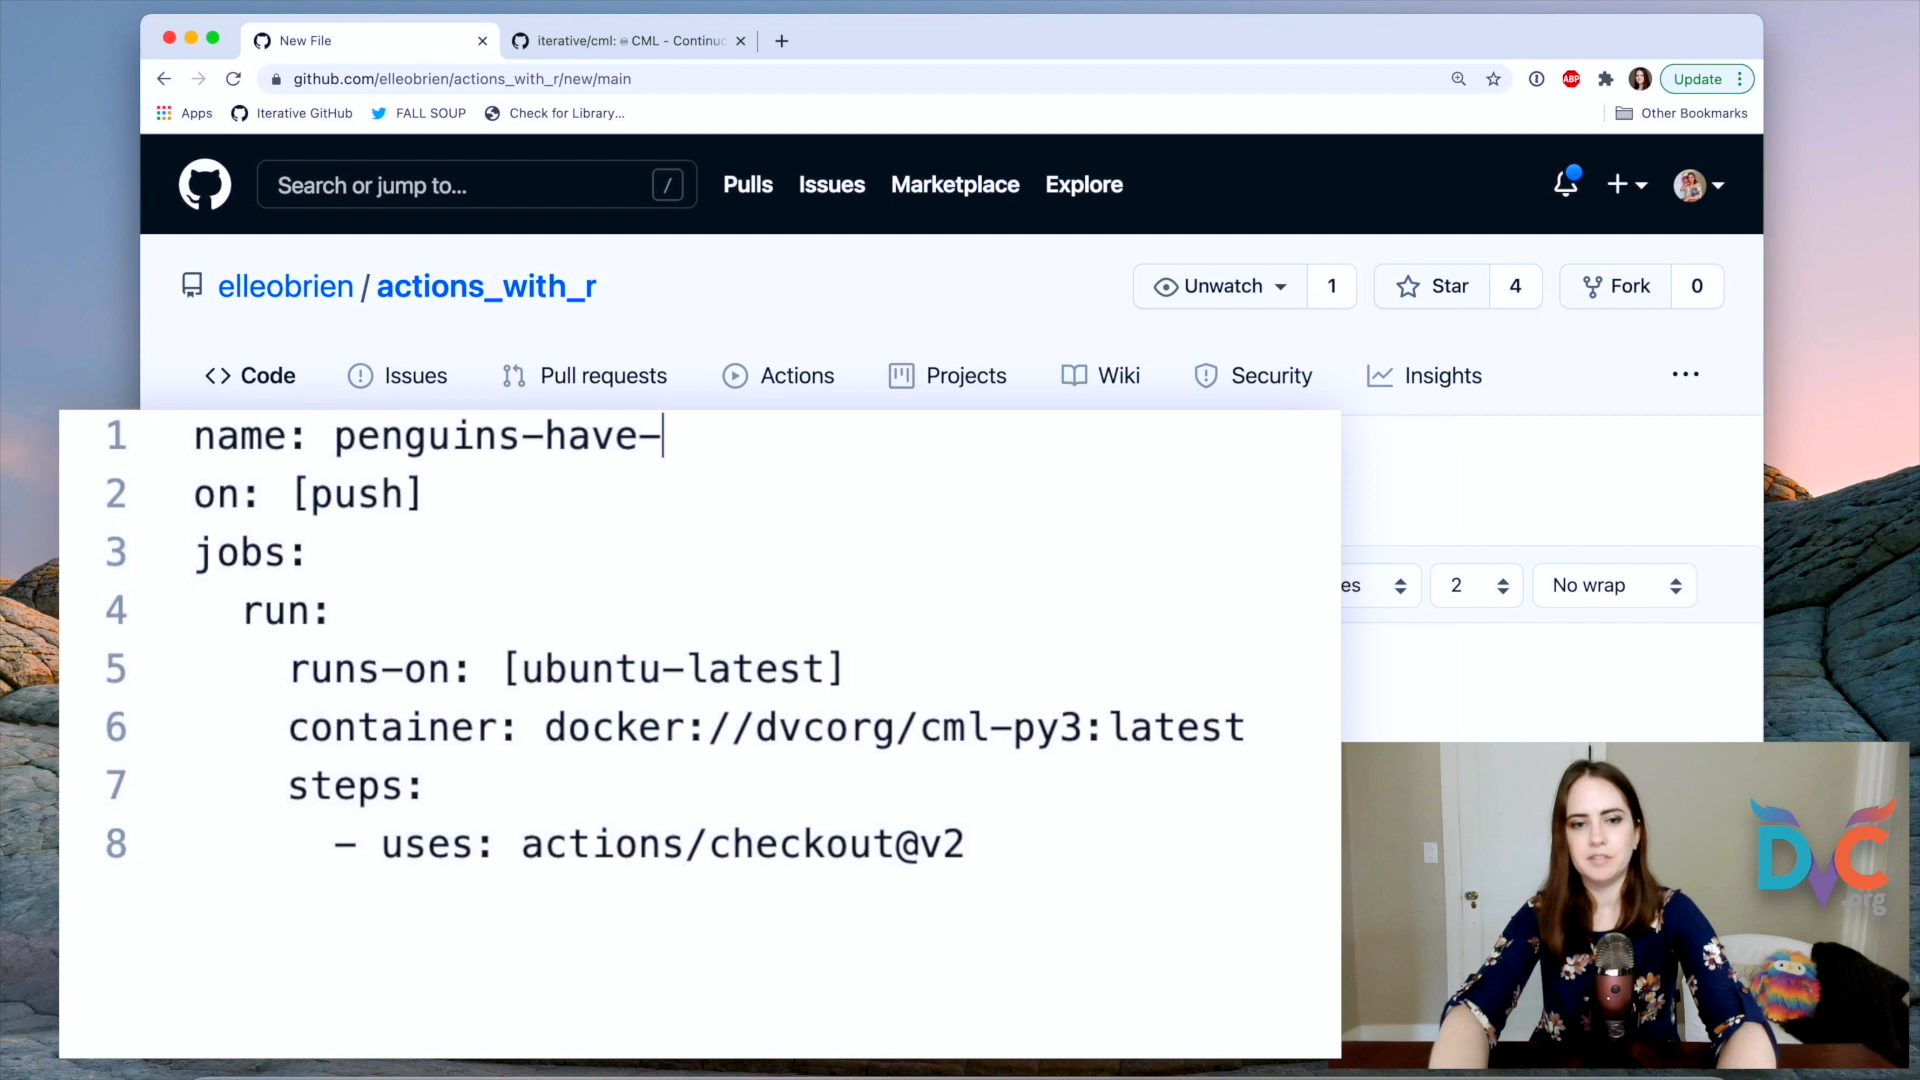 New File
iterative/cml: ♾️ CML - Continuo
github.com/elleobrien/actions_with_r/new/main
ABP
Update
Apps
Iterative GitHub
FALL SOUP
Check for Library...
Other Bookmarks
Search or jump to...
/
Pulls
Issues
Marketplace
Explore
elleobrien / actions_with_r
Unwatch
1
Star
4
Fork
0
Code
Issues
Pull requests
Actions
Projects
Wiki
Security
Insights
...
es
2
No wrap
1 name: penguins-have-
2 on: [push]
3 jobs:
4 run:
5 runs-on: [ubuntu-latest]
6 container: docker://dvcorg/cml-py3:latest
7 steps:
8 - uses: actions/checkout@v2
DVC
.org